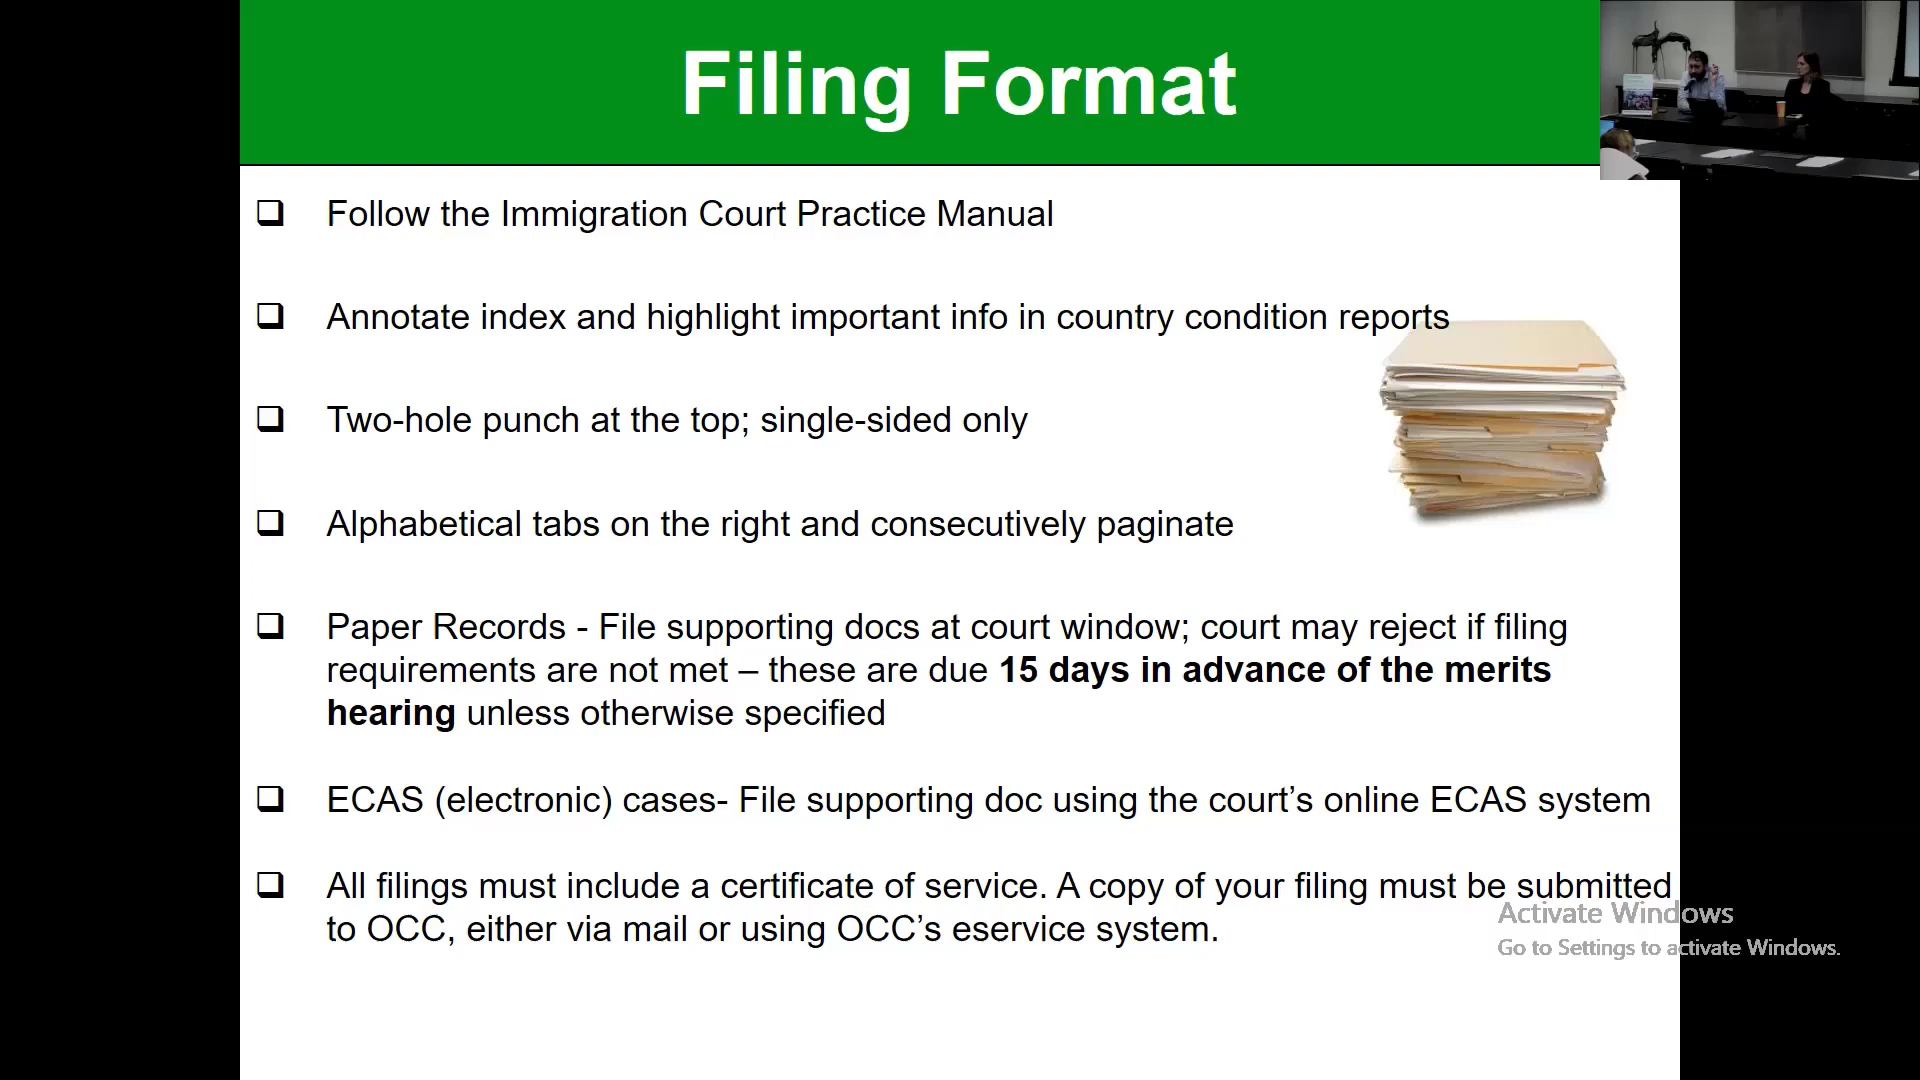 Filing Format
❑ Follow the Immigration Court Practice Manual
❑ Annotate index and highlight important info in country condition reports
❑ Two-hole punch at the top; single-sided only
❑ Alphabetical tabs on the right and consecutively paginate
❑ Paper Records - File supporting docs at court window; court may reject if filing
requirements are not met – these are due 15 days in advance of the merits
hearing unless otherwise specified
❑ ECAS (electronic) cases- File supporting doc using the court’s online ECAS system
❑ All filings must include a certificate of service. A copy of your filing must be submitted
to OCC, either via mail or using OCC’s eservice system.
Activate Windows
Go to Settings to activate Windows.